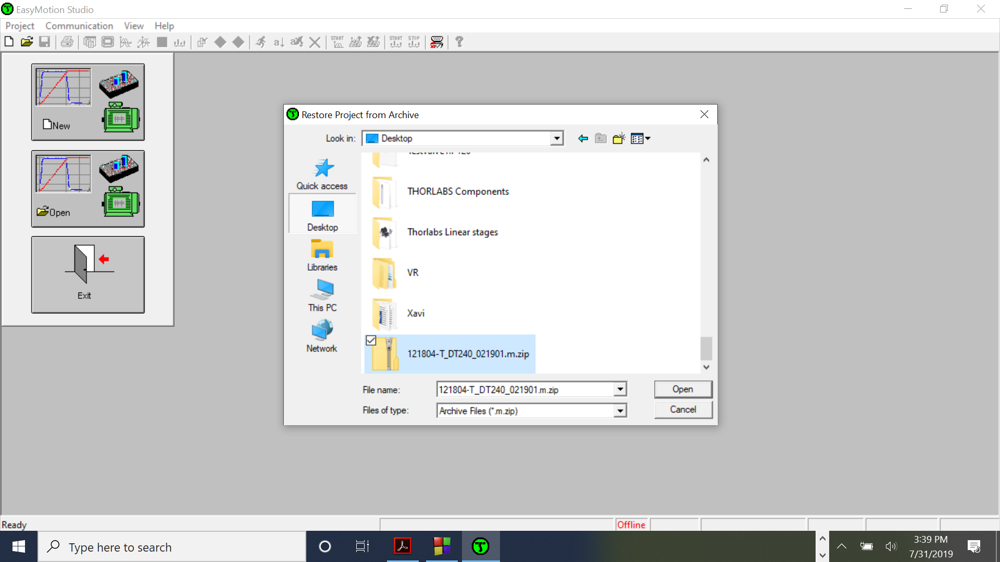 EasyMotion Studio
Project Communication View Help
START START STOP
New
Open
Exit
Restore Project from Archive
Look in: Desktop
Quick access
Desktop
Libraries
This PC
Network
THORLABS Components
Thorlabs Linear stages
VR
Xavi
121804-T_DT240_021901.m.zip
File name: 121804-T_DT240_021901.m.zip Open
Files of type: Archive Files (*.m.zip) Cancel
Ready Offline
Type here to search
3:39 PM
7/31/2019